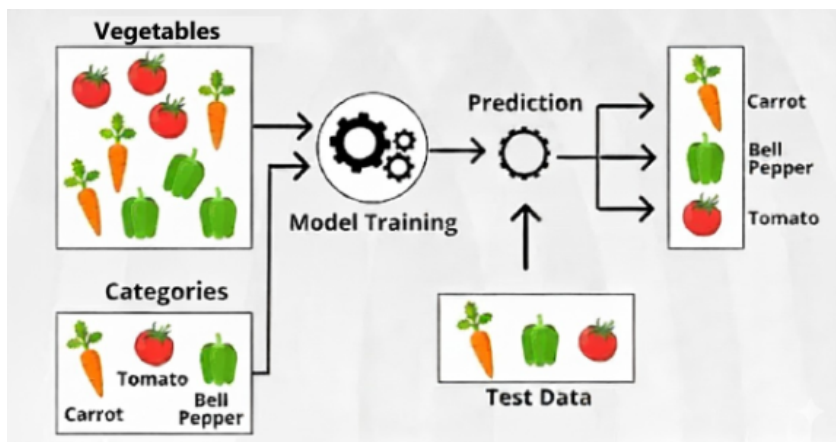 Vegetables
Model Training
Prediction
Carrot
Bell
Pepper
Tomato
Categories
Carrot
Tomato
Bell
Pepper
Test Data